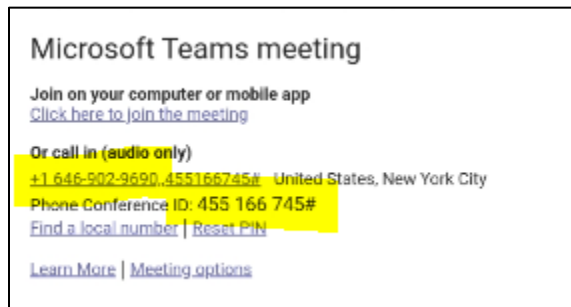 Microsoft Teams meeting
Join on your computer or mobile app
Click here to join the meeting
Or call in (audio only)
+1 646-902-9690,,455166745# United States, New York City
Phone Conference ID: 455 166 745#
Find a local number | Reset PIN
Learn More | Meeting options